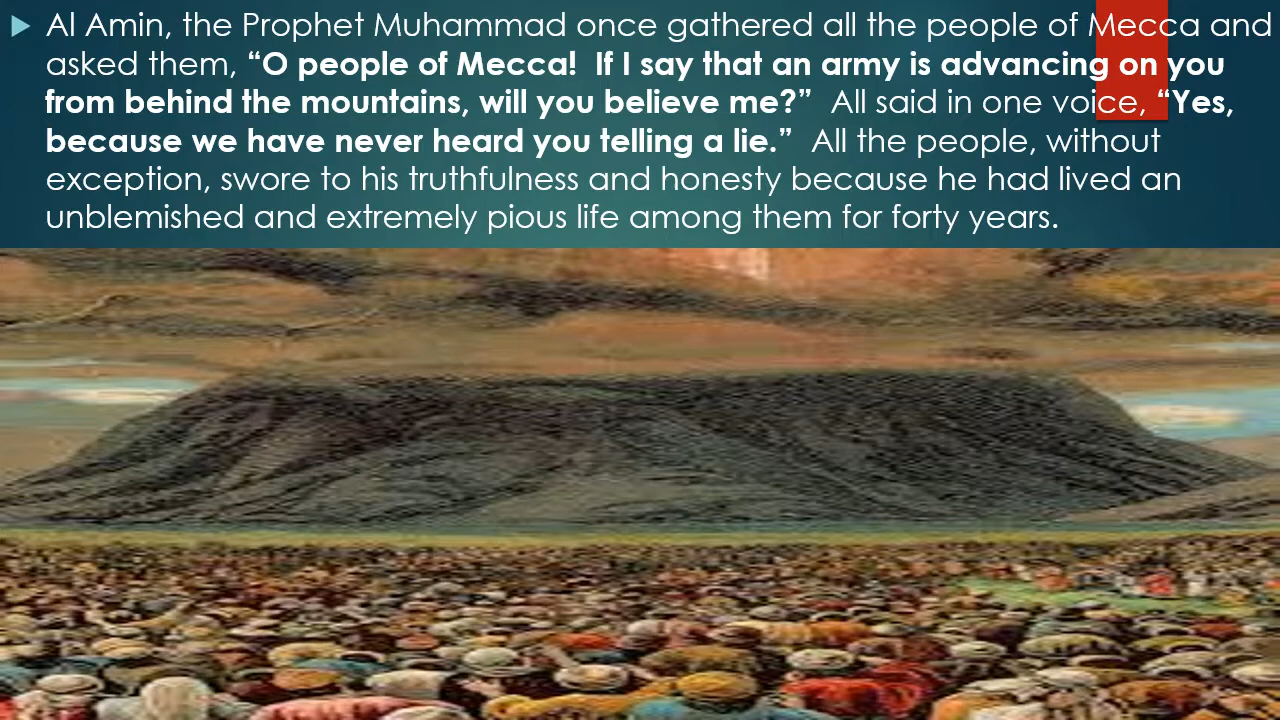 Al Amin, the Prophet Muhammad once gathered all the people of Mecca and
asked them, “O people of Mecca!  If I say that an army is advancing on you
from behind the mountains, will you believe me?”  All said in one voice, “Yes,
because we have never heard you telling a lie.”  All the people, without
exception, swore to his truthfulness and honesty because he had lived an
unblemished and extremely pious life among them for forty years.